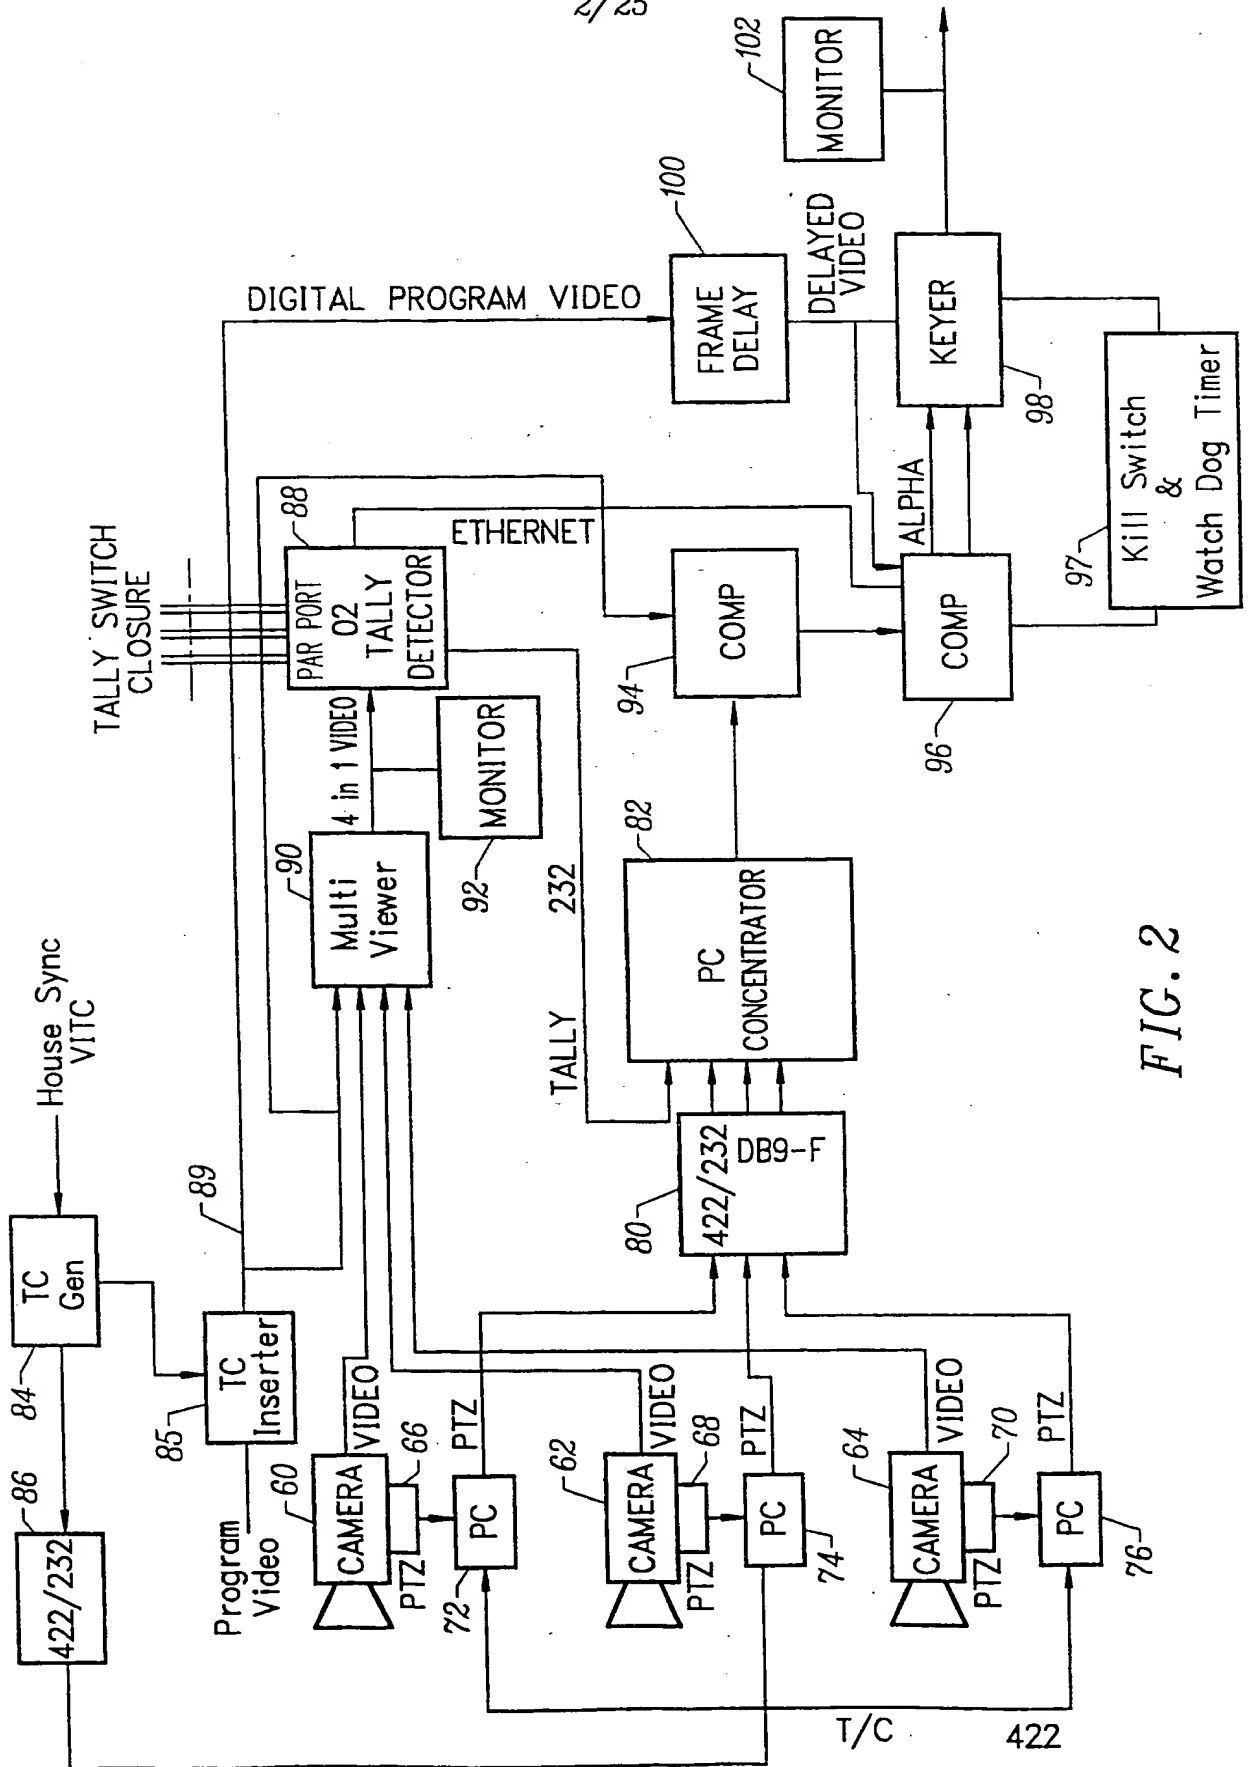 2/25
House Sync
VITC
TC
Gen
84
422/232
86
TC
Inserter
85
Program
Video
89
DIGITAL PROGRAM VIDEO
TALLY SWITCH
CLOSURE
PAR PORT
O2
TALLY
DETECTOR
88
ETHERNET
Multi
Viewer
90
4 in 1 VIDEO
MONITOR
92
TALLY 232
CAMERA
60
VIDEO
PTZ
66
PC
72
PTZ
CAMERA
62
VIDEO
PTZ
68
PC
74
PTZ
CAMERA
64
VIDEO
PTZ
70
PC
76
PTZ
T/C 422
422/232
DB9-F
80
PC
CONCENTRATOR
82
COMP
94
COMP
96
ALPHA
FRAME
DELAY
100
DELAYED
VIDEO
KEYER
98
MONITOR
102
Kill Switch
&
Watch Dog Timer
97
FIG. 2